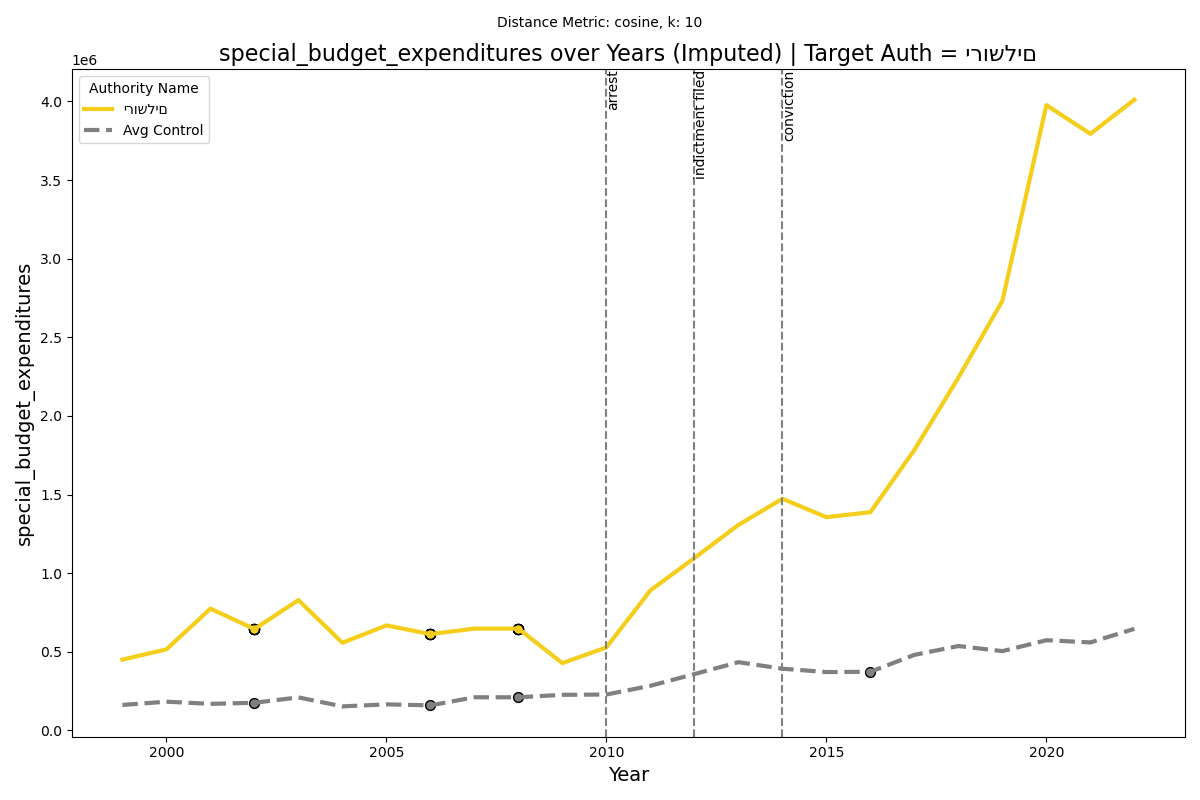 Distance Metric: cosine, k: 10
special_budget_expenditures over Years (Imputed) | Target Auth = ירושלים
1e6
Authority Name
ירושלים
Avg Control
arrest
indictment filed
conviction
4.0
3.5
3.0
2.5
2.0
1.5
1.0
0.5
0.0
special_budget_expenditures
2000 2005 2010 2015 2020
Year